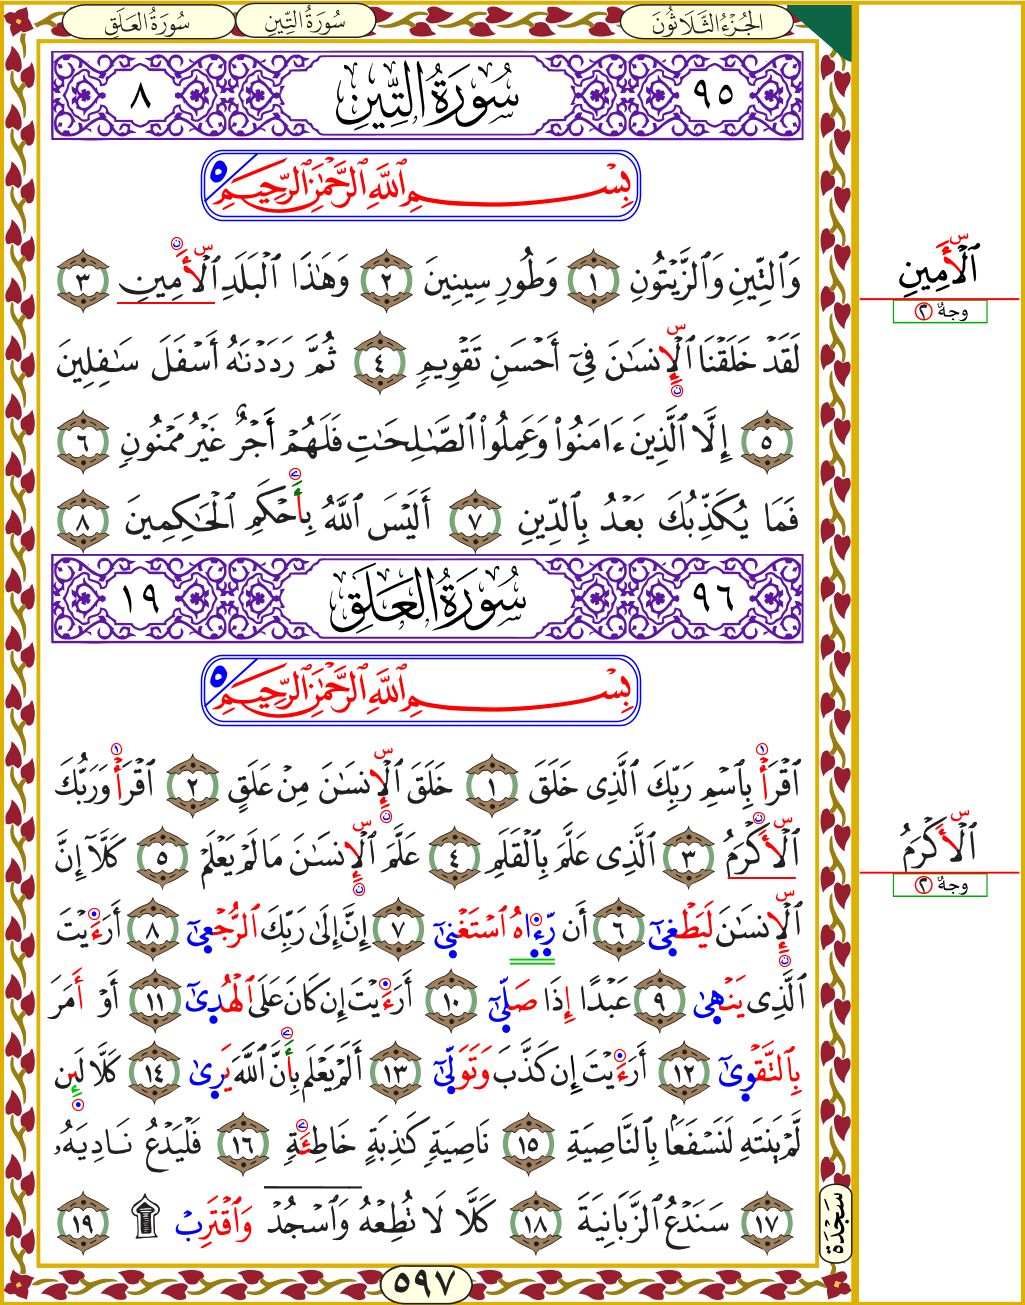 الجُزْءُ الثَّلَاثُونَ سُورَةُ التِّينِ سُورَةُ العَلَقِ
٩٥ سُورَةُ التِّينِ ٨
بِسْمِ ٱللَّهِ ٱلرَّحْمَٰنِ ٱلرَّحِيمِ ٥
وَٱلتِّينِ وَٱلزَّيْتُونِ ١ وَطُورِ سِينِينَ ٢ وَهَٰذَا ٱلْبَلَدِ ٱلْأَمِينِ ٣
ٱلْأَمِينِ
وجهٌ ٢
لَقَدْ خَلَقْنَا ٱلْإِنسَٰنَ فِىٓ أَحْسَنِ تَقْوِيمٍ ٤ ثُمَّ رَدَدْنَٰهُ أَسْفَلَ سَٰفِلِينَ
٥ إِلَّا ٱلَّذِينَ ءَامَنُوا۟ وَعَمِلُوا۟ ٱلصَّٰلِحَٰتِ فَلَهُمْ أَجْرٌ غَيْرُ مَمْنُونٍ ٦
فَمَا يُكَذِّبُكَ بَعْدُ بِٱلدِّينِ ٧ أَلَيْسَ ٱللَّهُ بِأَحْكَمِ ٱلْحَٰكِمِينَ ٨
٩٦ سُورَةُ العَلَقِ ١٩
بِسْمِ ٱللَّهِ ٱلرَّحْمَٰنِ ٱلرَّحِيمِ ٥
ٱقْرَأْ بِٱسْمِ رَبِّكَ ٱلَّذِى خَلَقَ ١ خَلَقَ ٱلْإِنسَٰنَ مِنْ عَلَقٍ ٢ ٱقْرَأْ وَرَبُّكَ
ٱلْأَكْرَمُ ٣ ٱلَّذِى عَلَّمَ بِٱلْقَلَمِ ٤ عَلَّمَ ٱلْإِنسَٰنَ مَا لَمْ يَعْلَمْ ٥ كَلَّآ إِنَّ
ٱلْأَكْرَمُ
وجهٌ ٢
ٱلْإِنسَٰنَ لَيَطْغَىٰٓ ٦ أَن رَّءَاهُ ٱسْتَغْنَىٰٓ ٧ إِنَّ إِلَىٰ رَبِّكَ ٱلرُّجْعَىٰٓ ٨ أَرَءَيْتَ
ٱلَّذِى يَنْهَىٰ ٩ عَبْدًا إِذَا صَلَّىٰٓ ١٠ أَرَءَيْتَ إِن كَانَ عَلَى ٱلْهُدَىٰٓ ١١ أَوْ أَمَرَ
بِٱلتَّقْوَىٰٓ ١٢ أَرَءَيْتَ إِن كَذَّبَ وَتَوَلَّىٰٓ ١٣ أَلَمْ يَعْلَم بِأَنَّ ٱللَّهَ يَرَىٰ ١٤ كَلَّا لَئِن
لَّمْ يَنتَهِ لَنَسْفَعًۢا بِٱلنَّاصِيَةِ ١٥ نَاصِيَةٍ كَٰذِبَةٍ خَاطِئَةٍ ١٦ فَلْيَدْعُ نَادِيَهُۥ
١٧ سَنَدْعُ ٱلزَّبَانِيَةَ ١٨ كَلَّا لَا تُطِعْهُ وَٱسْجُدْ وَٱقْتَرِب ۩ ١٩
سَجْدَة
٥٩٧